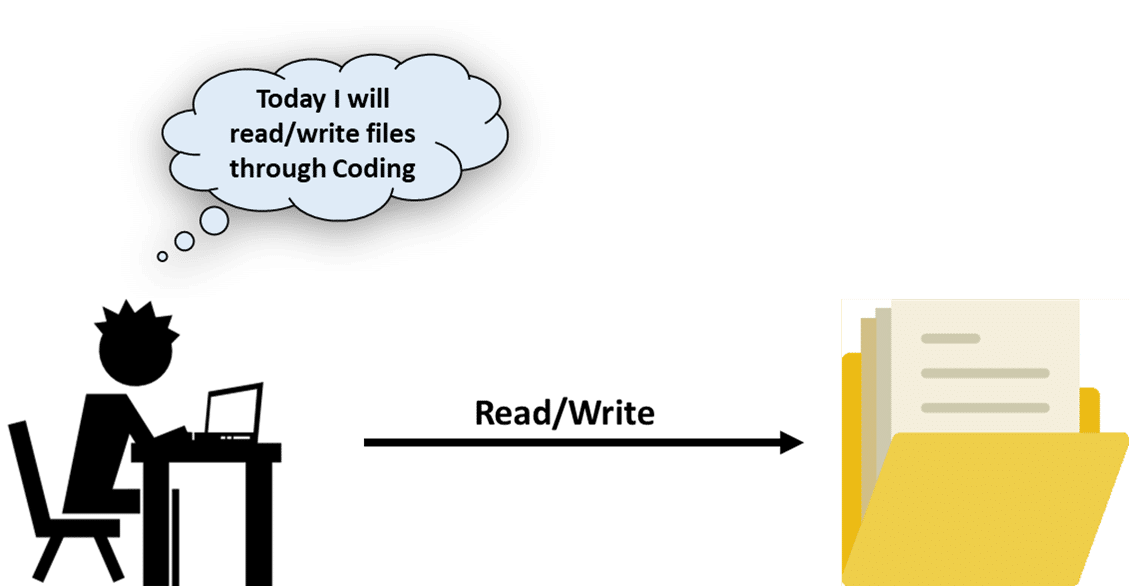 Today I will
read/write files
through Coding
Read/Write